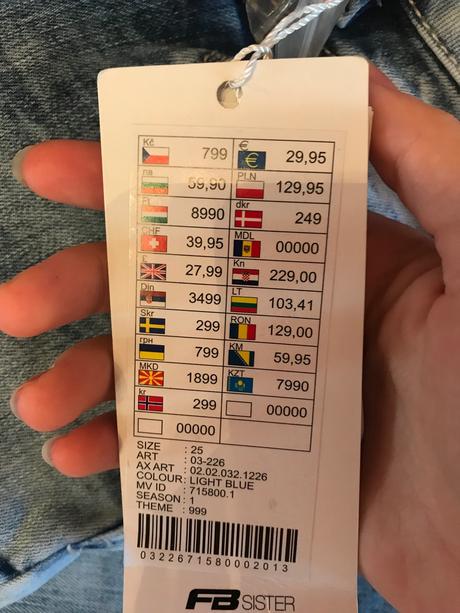 Kč 799 € 29,95
59,90 PLN 129,95
8990 dkr 249
CHF 39,95 MDL 00000
£ 27,99 Kn 229,00
Din 3499 LT 103,41
Skr 299 RON 129,00
грн 799 KM 59,95
MKD 1899 KZT 7990
kr 299 00000
00000
SIZE : 25
ART : 03-226
AX ART : 02.02.032.1226
COLOUR : LIGHT BLUE
MV ID : 715800.1
SEASON : 1
THEME : 999
0322671580002013
FB SISTER